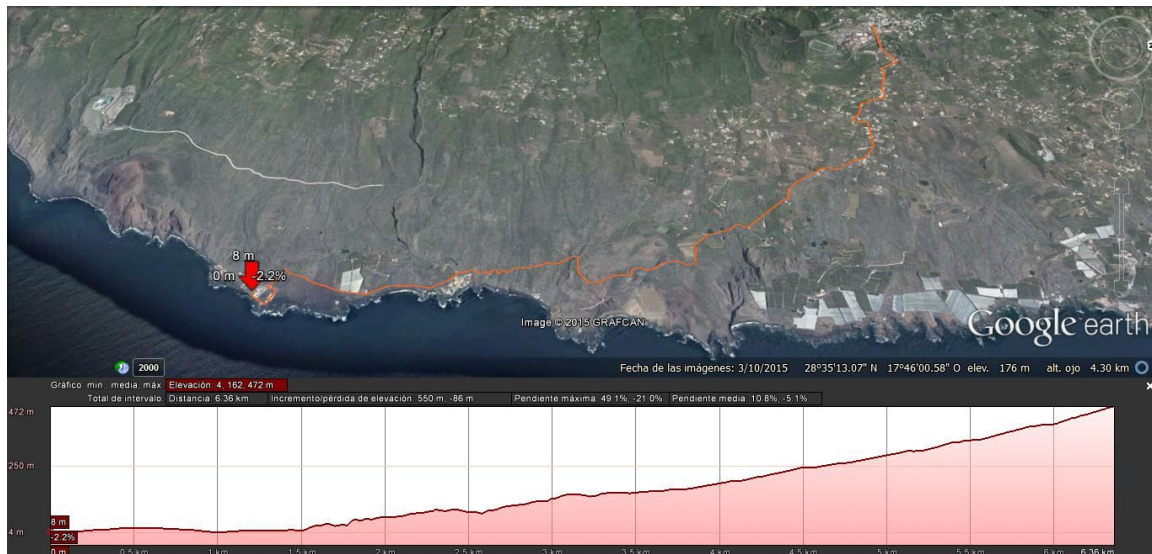 8 m
0 m -2.2%
Image © 2015 GRAFCAN
Google earth
2000
Fecha de las imágenes: 3/10/2015 28°35'13.07" N 17°46'00.58" O elev. 176 m alt. ojo 4.30 km
Gráfico min., media, máx Elevación: 4, 162, 472 m
Total de intervalo: Distancia: 6.36 km Incremento/pérdida de elevación: 550 m, -86 m Pendiente máxima: 49.1%, -21.0% Pendiente media: 10.8%, -5.1%
472 m
250 m
8 m
4 m
-2.2%
0 m 0.5 km 1 km 1.5 km 2 km 2.5 km 3 km 3.5 km 4 km 4.5 km 5 km 5.5 km 6 km 6.36 km